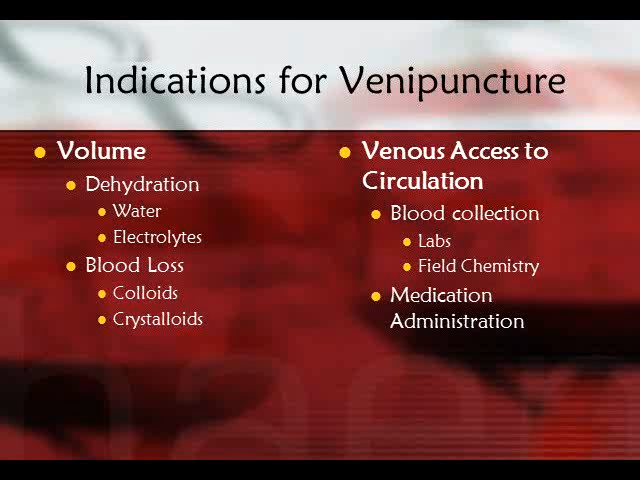 Indications for Venipuncture
Volume
Dehydration
Water
Electrolytes
Blood Loss
Colloids
Crystalloids
Venous Access to
Circulation
Blood collection
Labs
Field Chemistry
Medication
Administration